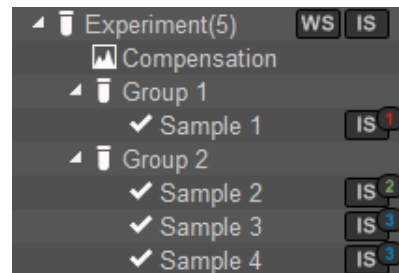 Experiment(5) WS IS
Compensation
Group 1
Sample 1 IS 1
Group 2
Sample 2 IS 2
Sample 3 IS 3
Sample 4 IS 3